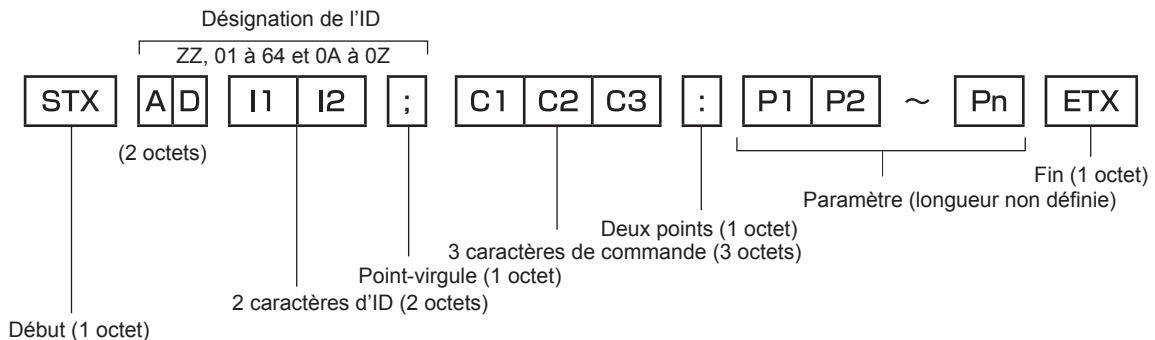 Désignation de l'ID
ZZ, 01 à 64 et 0A à 0Z
STX A D I1 I2 ; C1 C2 C3 : P1 P2 ～ Pn ETX
(2 octets)
Fin (1 octet)
Paramètre (longueur non définie)
Deux points (1 octet)
3 caractères de commande (3 octets)
Point-virgule (1 octet)
2 caractères d'ID (2 octets)
Début (1 octet)